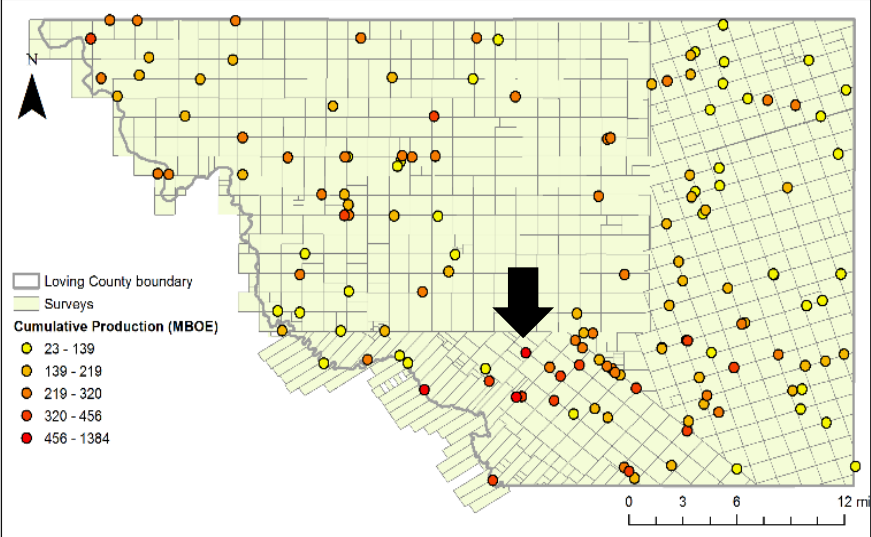 N
Loving County boundary
Surveys
Cumulative Production (MBOE)
23 - 139
139 - 219
219 - 320
320 - 456
456 - 1384
0 3 6 12 mi